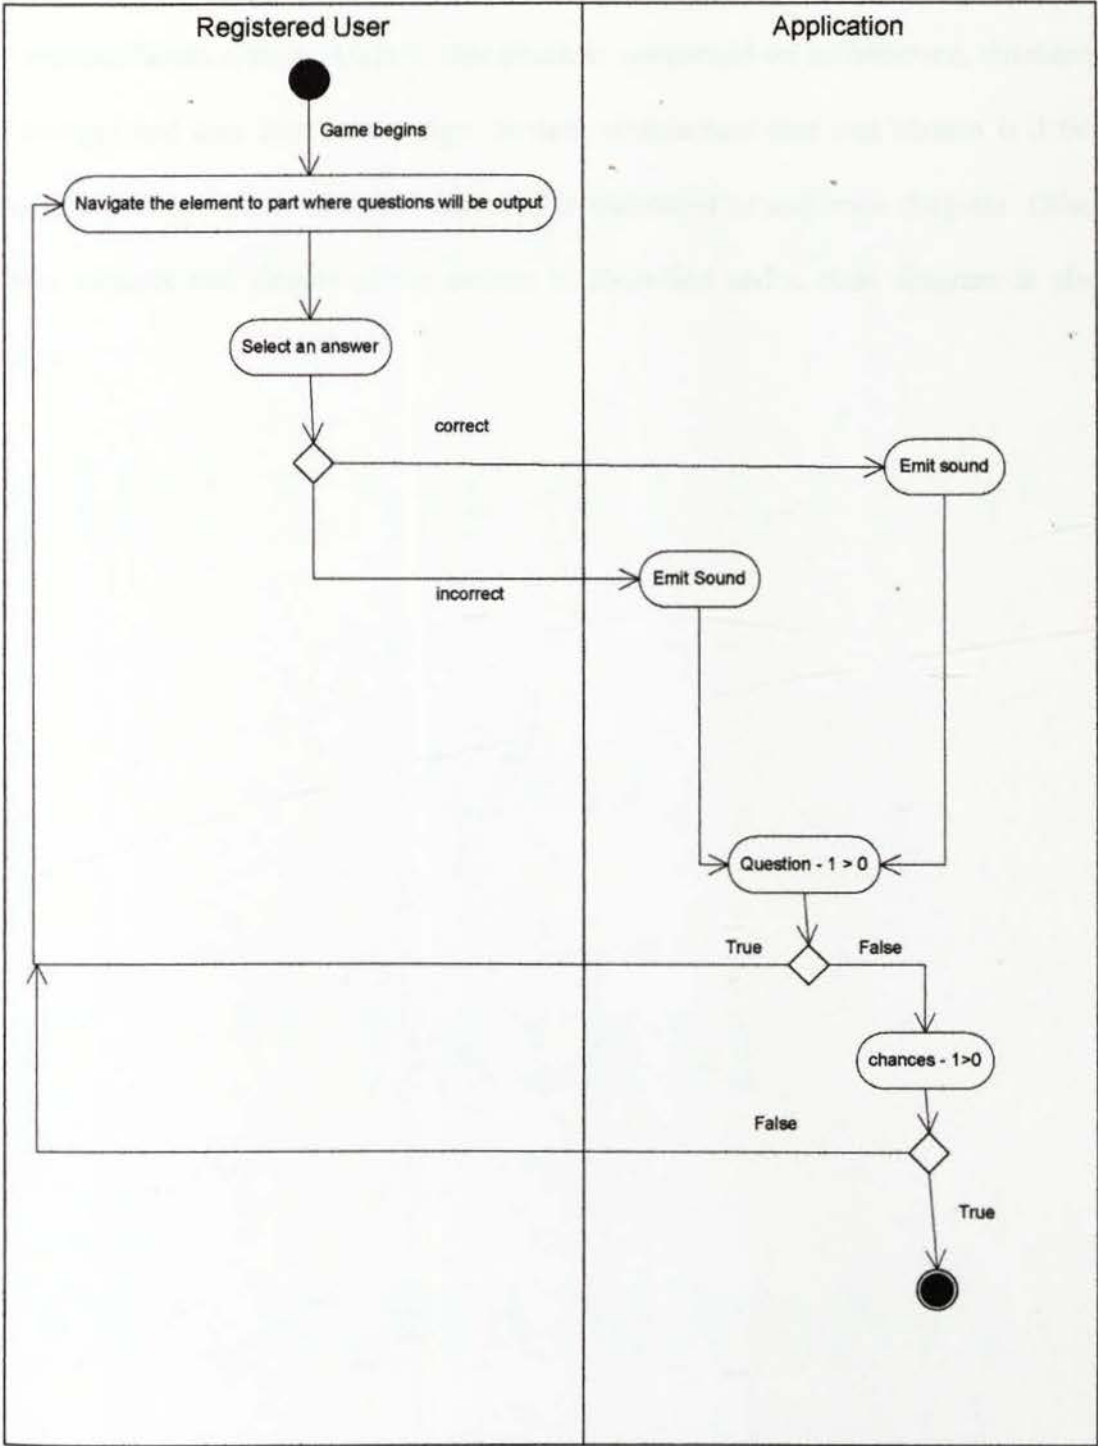 Registered User
Application
Game begins
Navigate the element to part where questions will be output
Select an answer
correct
Emit sound
Emit Sound
incorrect
Question - 1 > 0
True
False
chances - 1>0
False
True